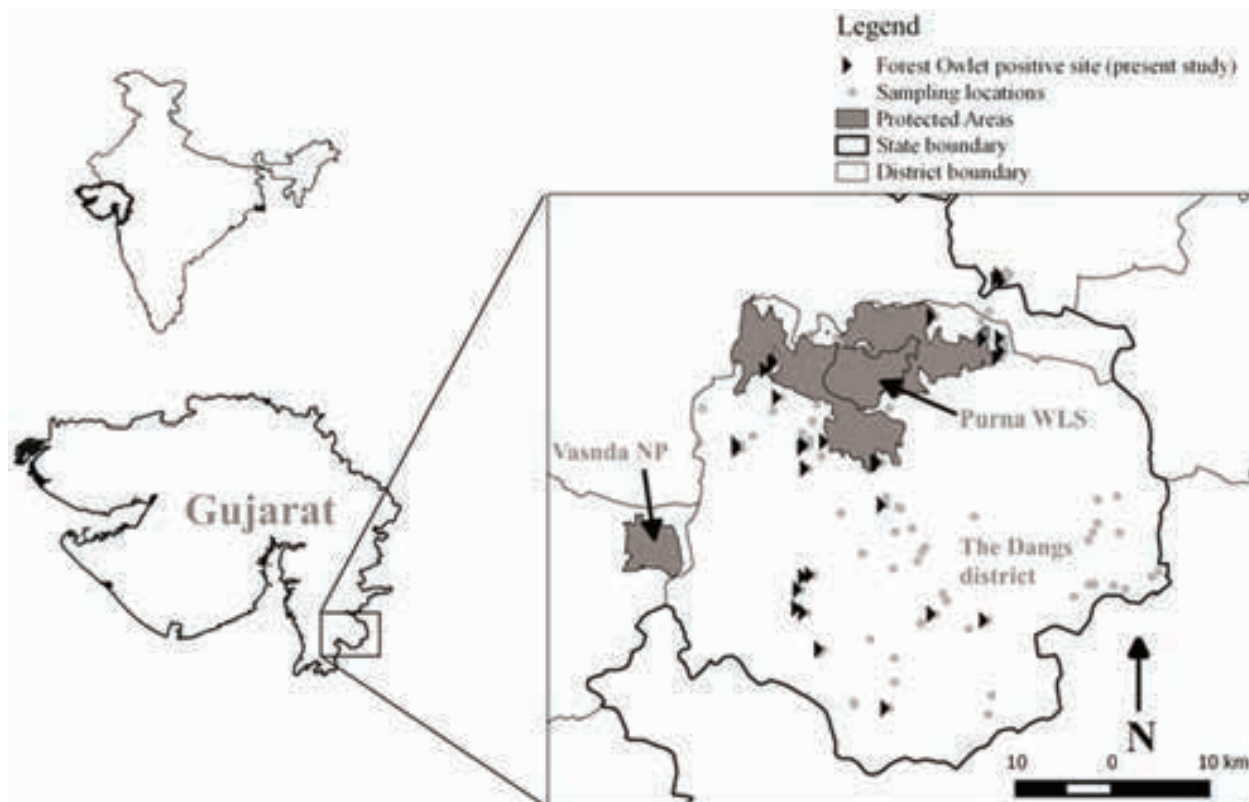 Legend
Forest Owlet positive site (present study)
Sampling locations
Protected Areas
State boundary
District boundary
Purna WLS
Vasnda NP
Gujarat
The Dangs
district
N
10 0 10 km